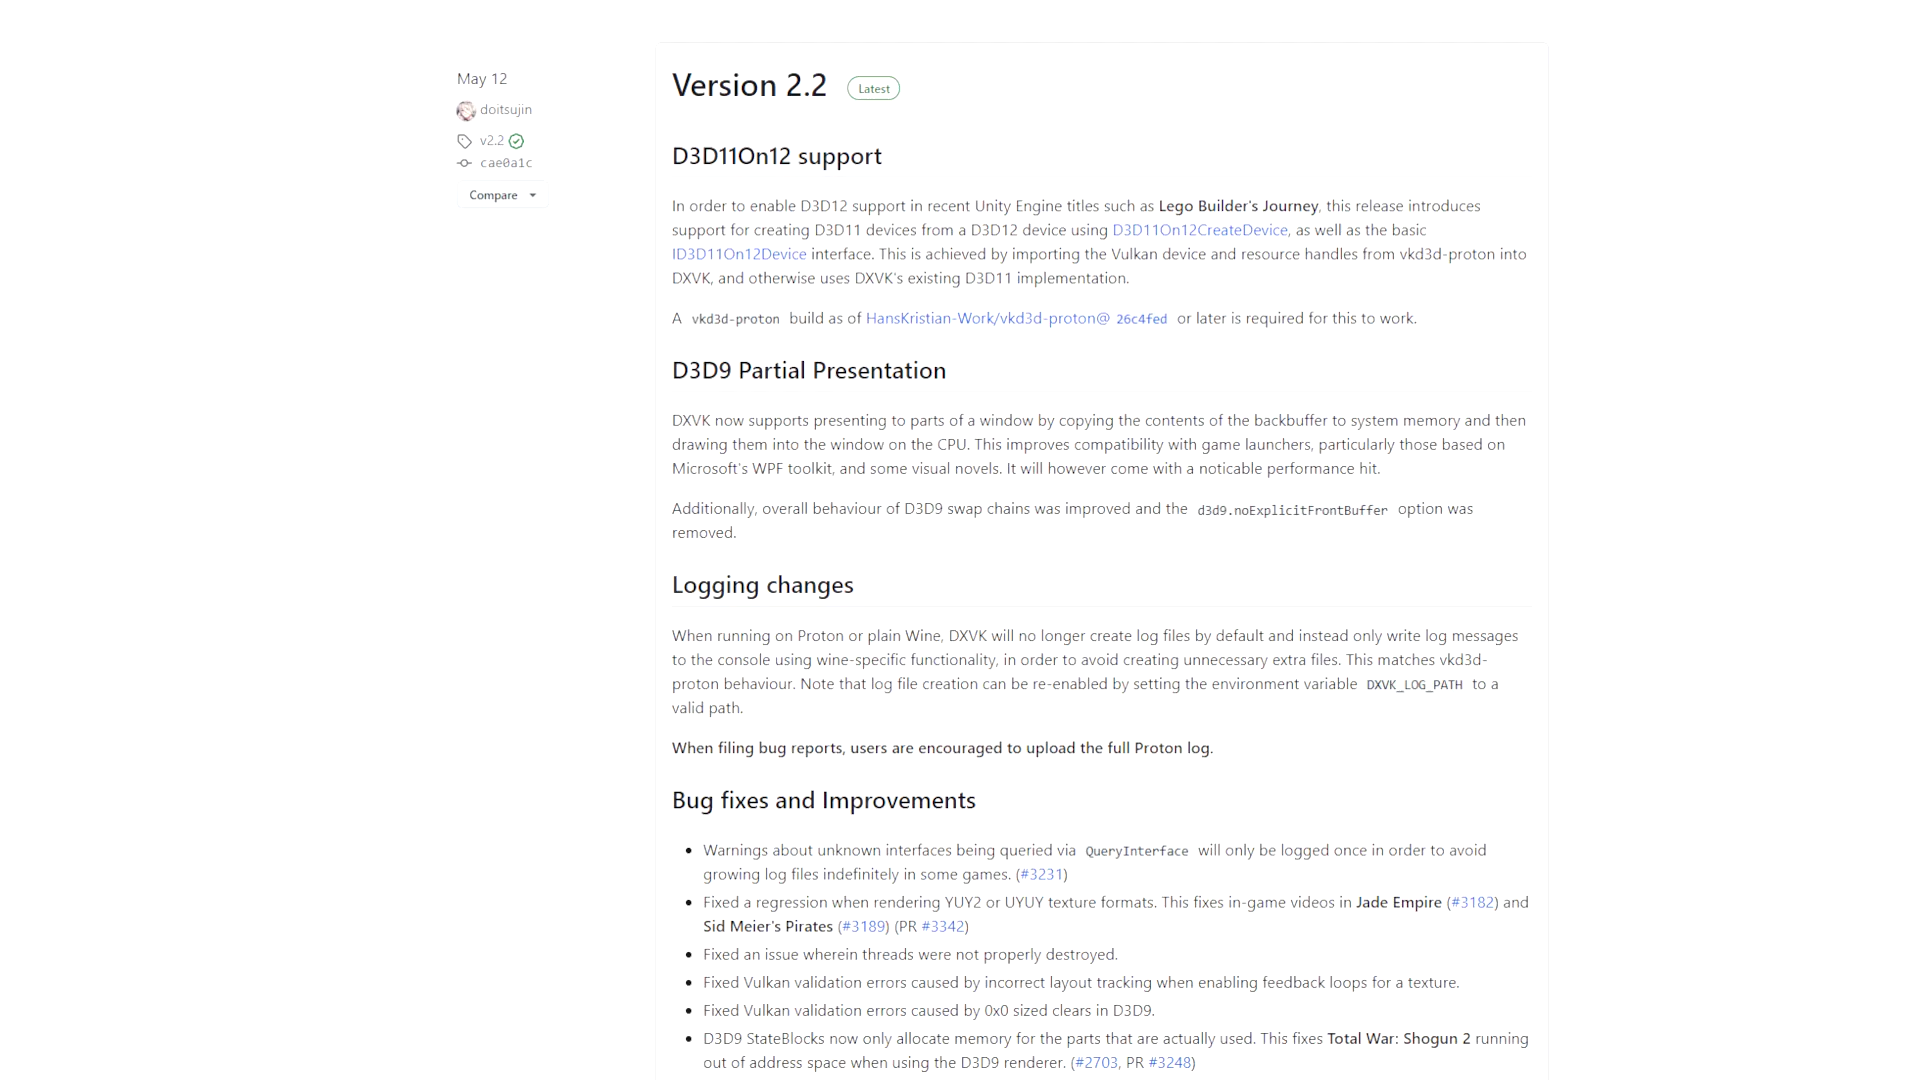 May 12
doitsujin
v2.2
cae0a1c
Compare
Version 2.2 Latest
D3D11On12 support
In order to enable D3D12 support in recent Unity Engine titles such as Lego Builder's Journey, this release introduces
support for creating D3D11 devices from a D3D12 device using D3D11On12CreateDevice, as well as the basic
ID3D11On12Device interface. This is achieved by importing the Vulkan device and resource handles from vkd3d-proton into
DXVK, and otherwise uses DXVK's existing D3D11 implementation.
A vkd3d-proton build as of HansKristian-Work/vkd3d-proton@ 26c4fed or later is required for this to work.
D3D9 Partial Presentation
DXVK now supports presenting to parts of a window by copying the contents of the backbuffer to system memory and then
drawing them into the window on the CPU. This improves compatibility with game launchers, particularly those based on
Microsoft's WPF toolkit, and some visual novels. It will however come with a noticable performance hit.
Additionally, overall behaviour of D3D9 swap chains was improved and the d3d9.noExplicitFrontBuffer option was
removed.
Logging changes
When running on Proton or plain Wine, DXVK will no longer create log files by default and instead only write log messages
to the console using wine-specific functionality, in order to avoid creating unnecessary extra files. This matches vkd3d-
proton behaviour. Note that log file creation can be re-enabled by setting the environment variable DXVK_LOG_PATH to a
valid path.
When filing bug reports, users are encouraged to upload the full Proton log.
Bug fixes and Improvements
• Warnings about unknown interfaces being queried via QueryInterface will only be logged once in order to avoid
growing log files indefinitely in some games. (#3231)
• Fixed a regression when rendering YUY2 or UYUY texture formats. This fixes in-game videos in Jade Empire (#3182) and
Sid Meier's Pirates (#3189) (PR #3342)
• Fixed an issue wherein threads were not properly destroyed.
• Fixed Vulkan validation errors caused by incorrect layout tracking when enabling feedback loops for a texture.
• Fixed Vulkan validation errors caused by 0x0 sized clears in D3D9.
• D3D9 StateBlocks now only allocate memory for the parts that are actually used. This fixes Total War: Shogun 2 running
out of address space when using the D3D9 renderer. (#2703, PR #3248)